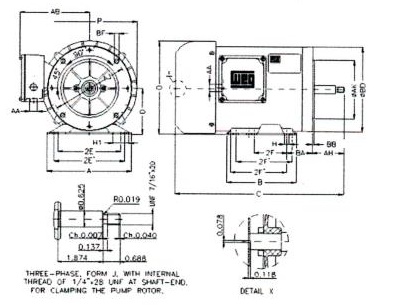 AB
P
BF
90°
45°
AA
D
H1
2E
2E'
A
O
AA
WEG
ØAK
ØBD
H
BB
2F
BA
AH
2F
2F'
B
C
Ø0.625
R0.019
UNF 7/16"x20
Ch.0.007
Ch.0.040
0.137
1.874
0.688
0.078
0.118
THREE-PHASE, FORM J, WITH INTERNAL
THREAD OF 1/4"x28 UNF AT SHAFT-END,
FOR CLAMPING THE PUMP ROTOR.
DETAIL X